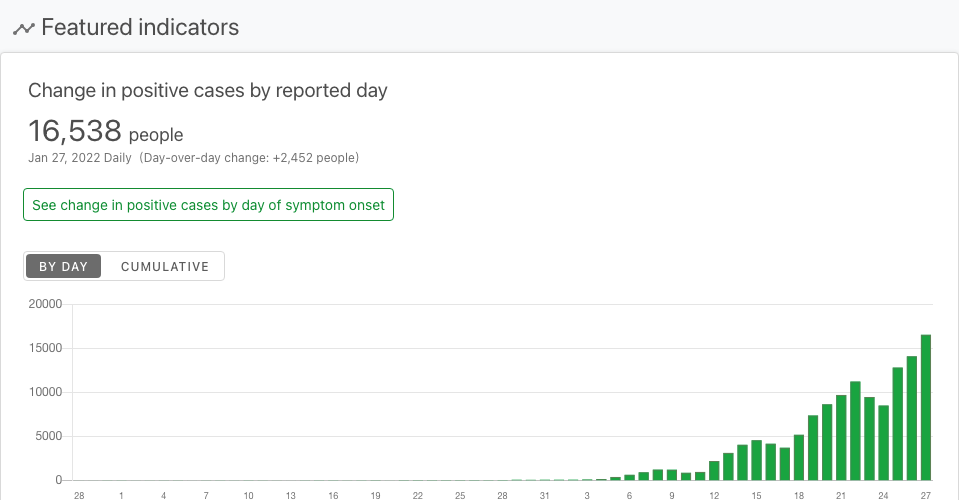 Featured indicators
Change in positive cases by reported day
16,538 people
Jan 27, 2022 Daily (Day-over-day change: +2,452 people)
See change in positive cases by day of symptom onset
BY DAY CUMULATIVE
20000
15000
10000
5000
0
28 1 4 7 10 13 16 19 22 25 28 31 3 6 9 12 15 18 21 24 27